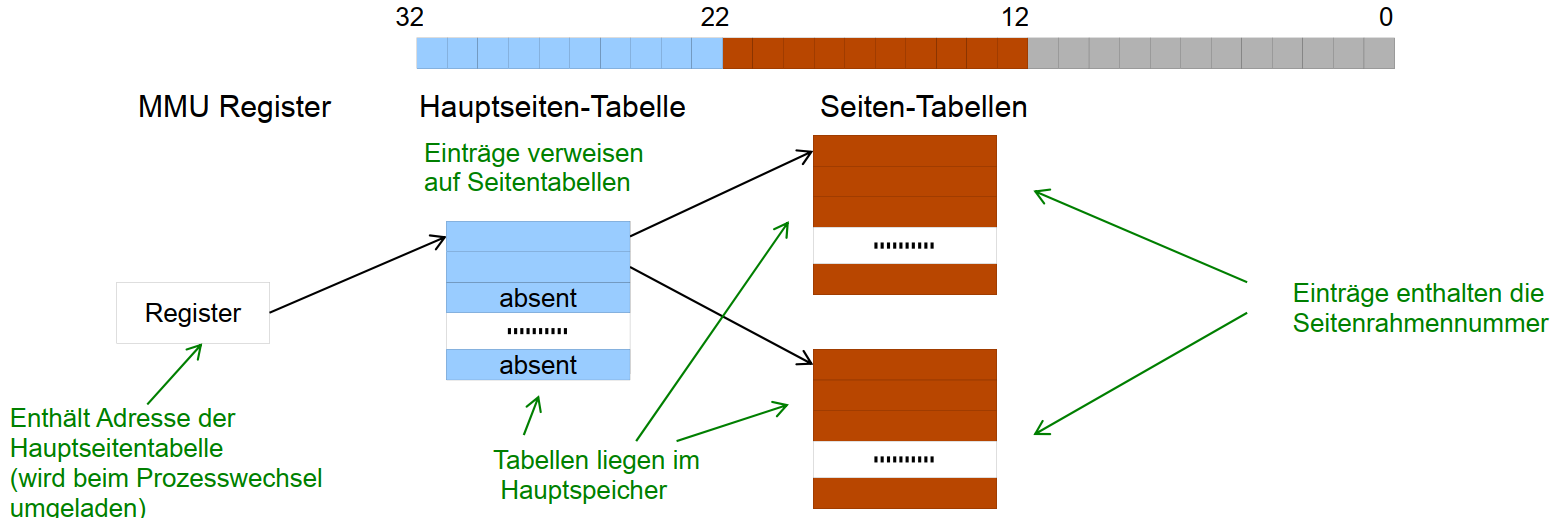 32 22 12 0
MMU Register
Hauptseiten-Tabelle
Seiten-Tabellen
Einträge verweisen
auf Seitentabellen
absent
absent
Register
Einträge enthalten die
Seitenrahmennummer
Enthält Adresse der
Hauptseitentabelle
(wird beim Prozesswechsel
umgeladen)
Tabellen liegen im
Hauptspeicher